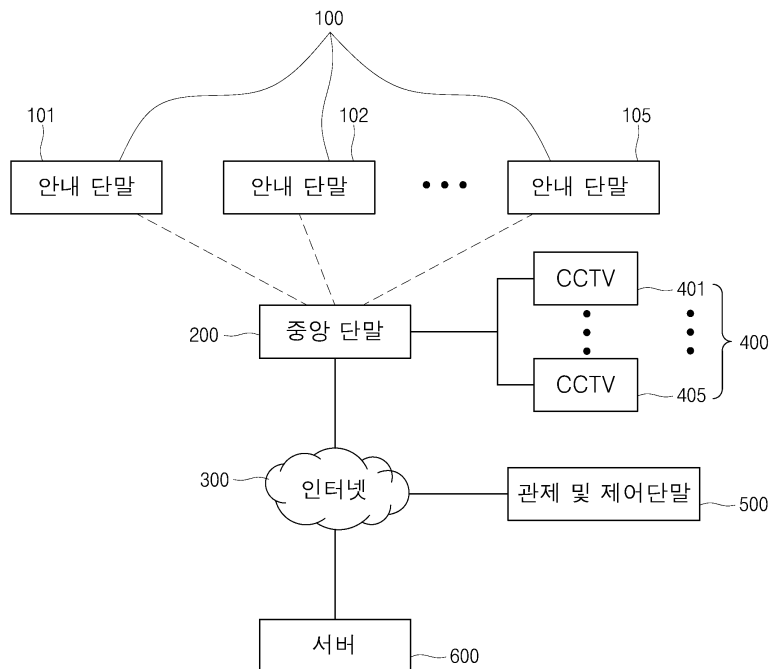 100
101
102
105
안내 단말
안내 단말
안내 단말
CCTV
401
중앙 단말
200
400
CCTV
405
300
인터넷
관제 및 제어단말
500
서버
600